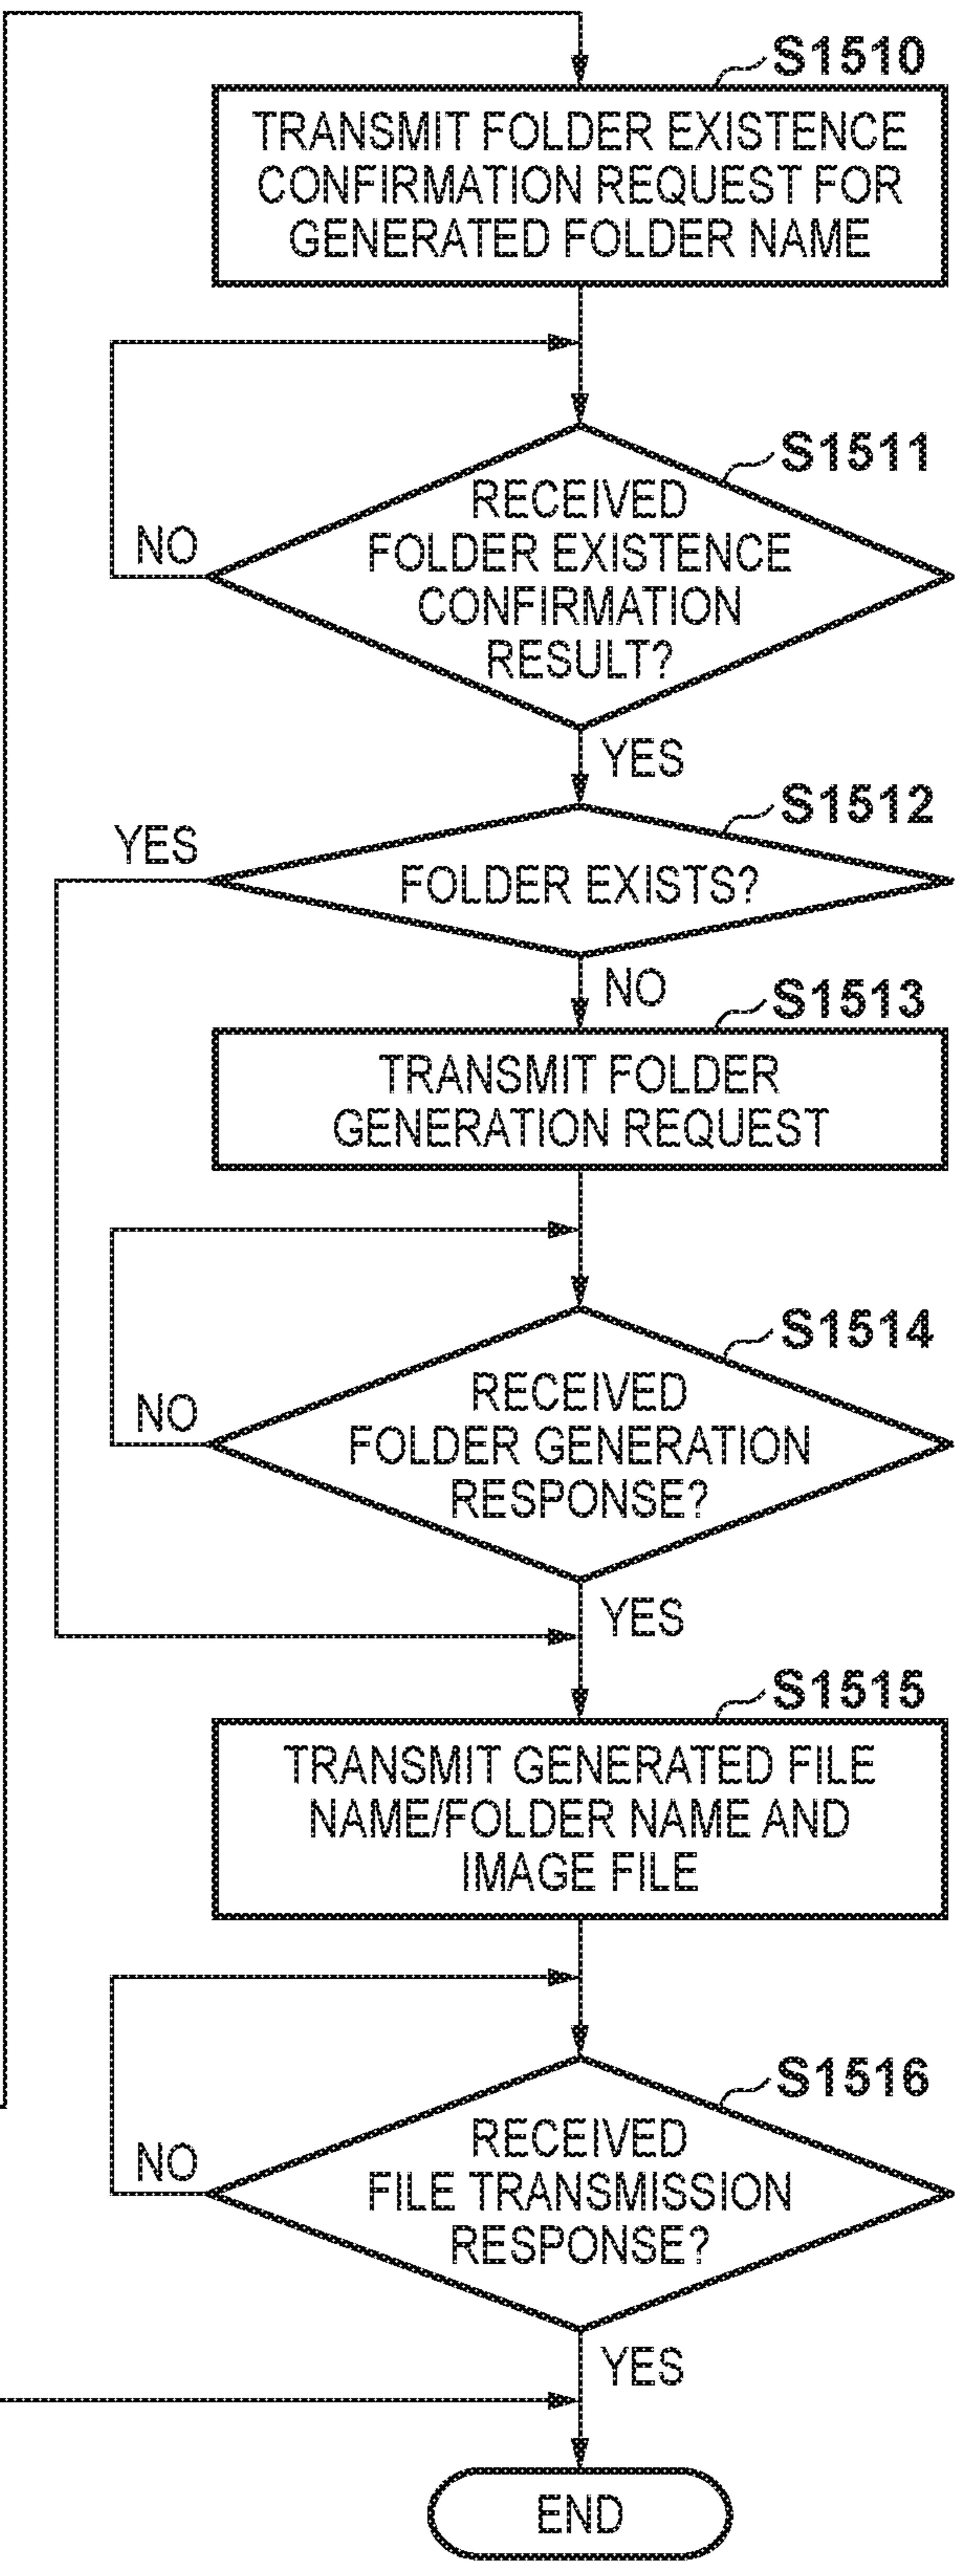 S1510
TRANSMIT FOLDER EXISTENCE
CONFIRMATION REQUEST FOR
GENERATED FOLDER NAME
S1511
RECEIVED
FOLDER EXISTENCE
CONFIRMATION
RESULT?
NO
YES
S1512
YES
FOLDER EXISTS?
NO
S1513
TRANSMIT FOLDER
GENERATION REQUEST
S1514
RECEIVED
FOLDER GENERATION
RESPONSE?
NO
YES
S1515
TRANSMIT GENERATED FILE
NAME/FOLDER NAME AND
IMAGE FILE
S1516
RECEIVED
FILE TRANSMISSION
RESPONSE?
NO
YES
END